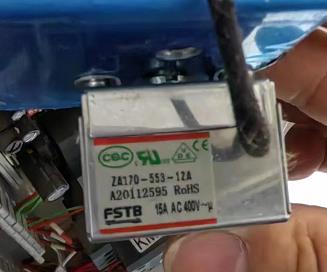 CQC
D.E.
ZA170-553-12A
A20112595 RoHS
FSTB 15A AC 400V~μ